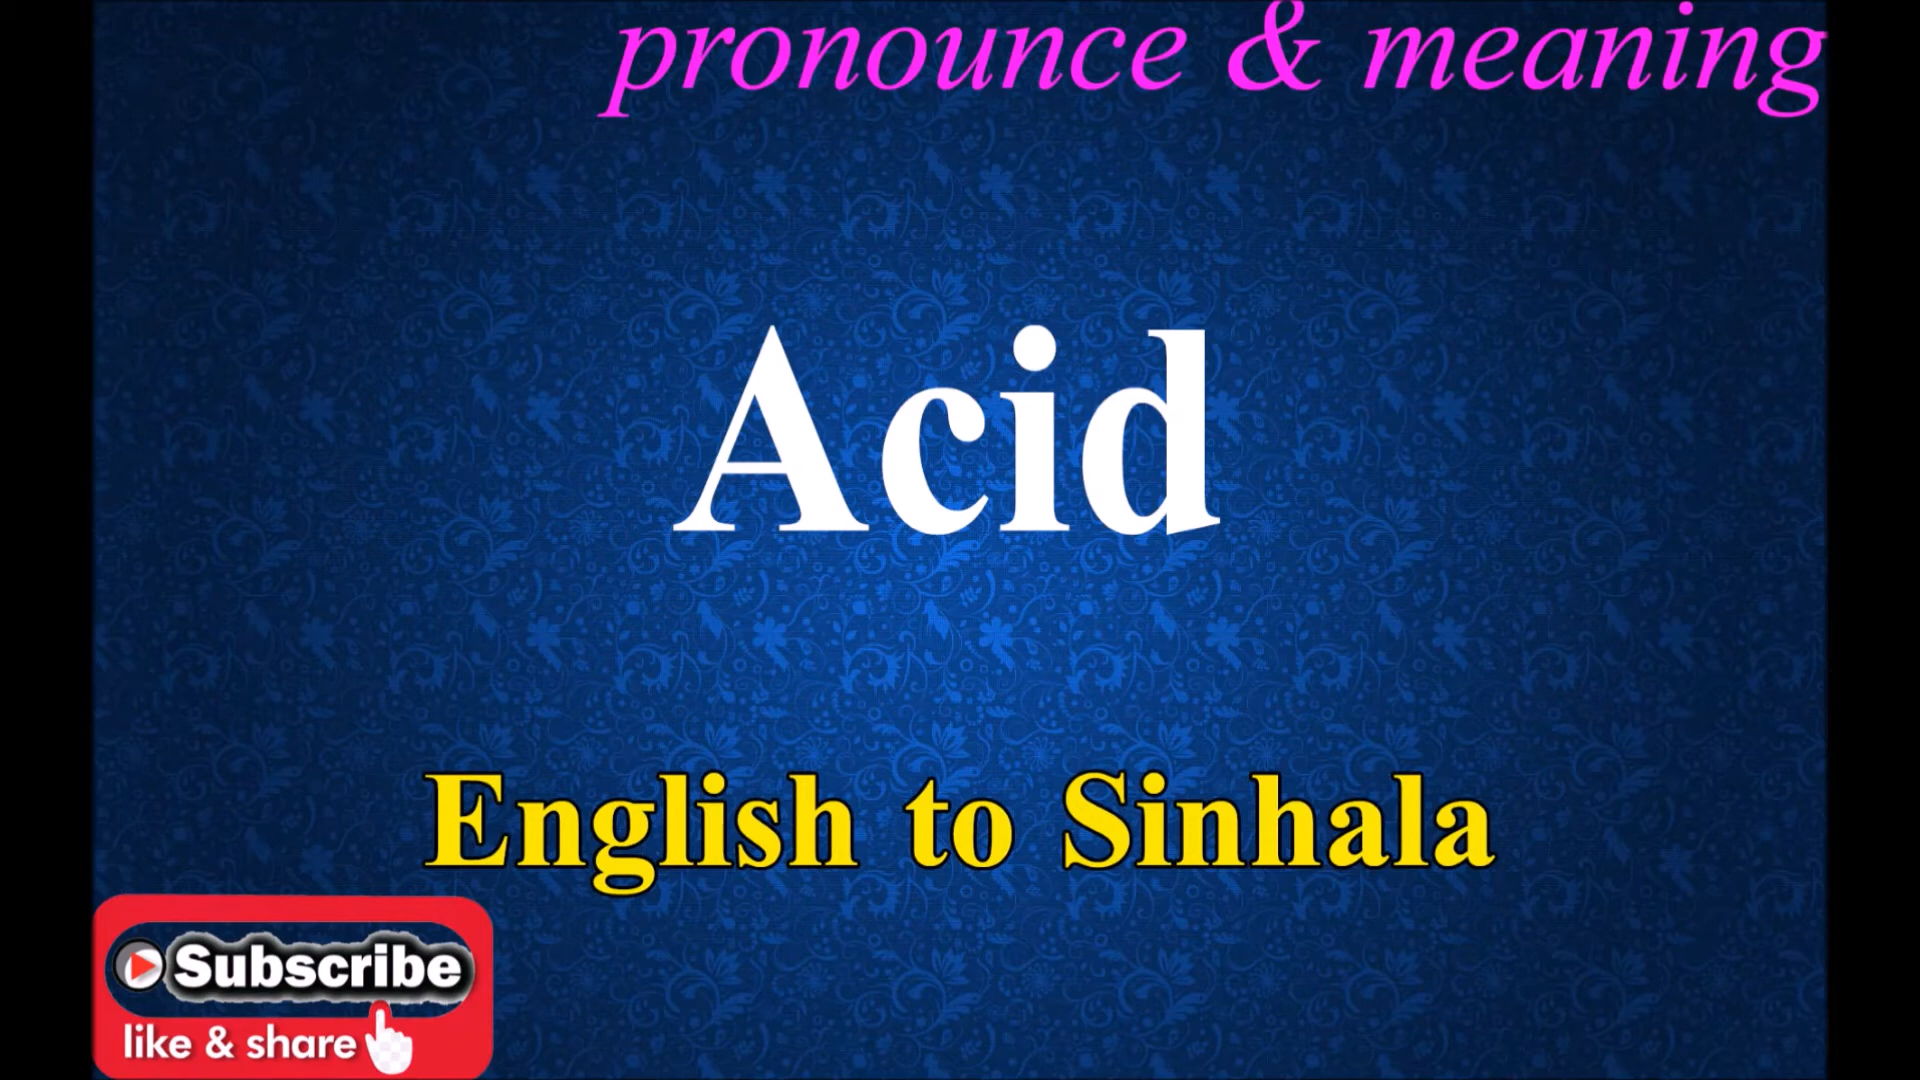 pronounce & meaning
Acid
English to Sinhala
Subscribe
like & share